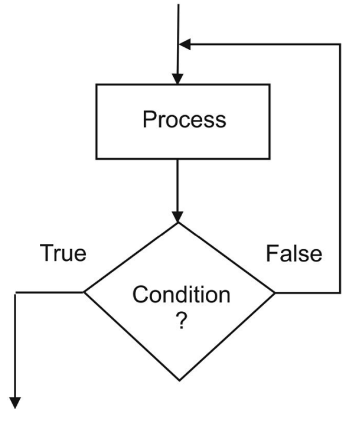 Process
True
False
Condition
?